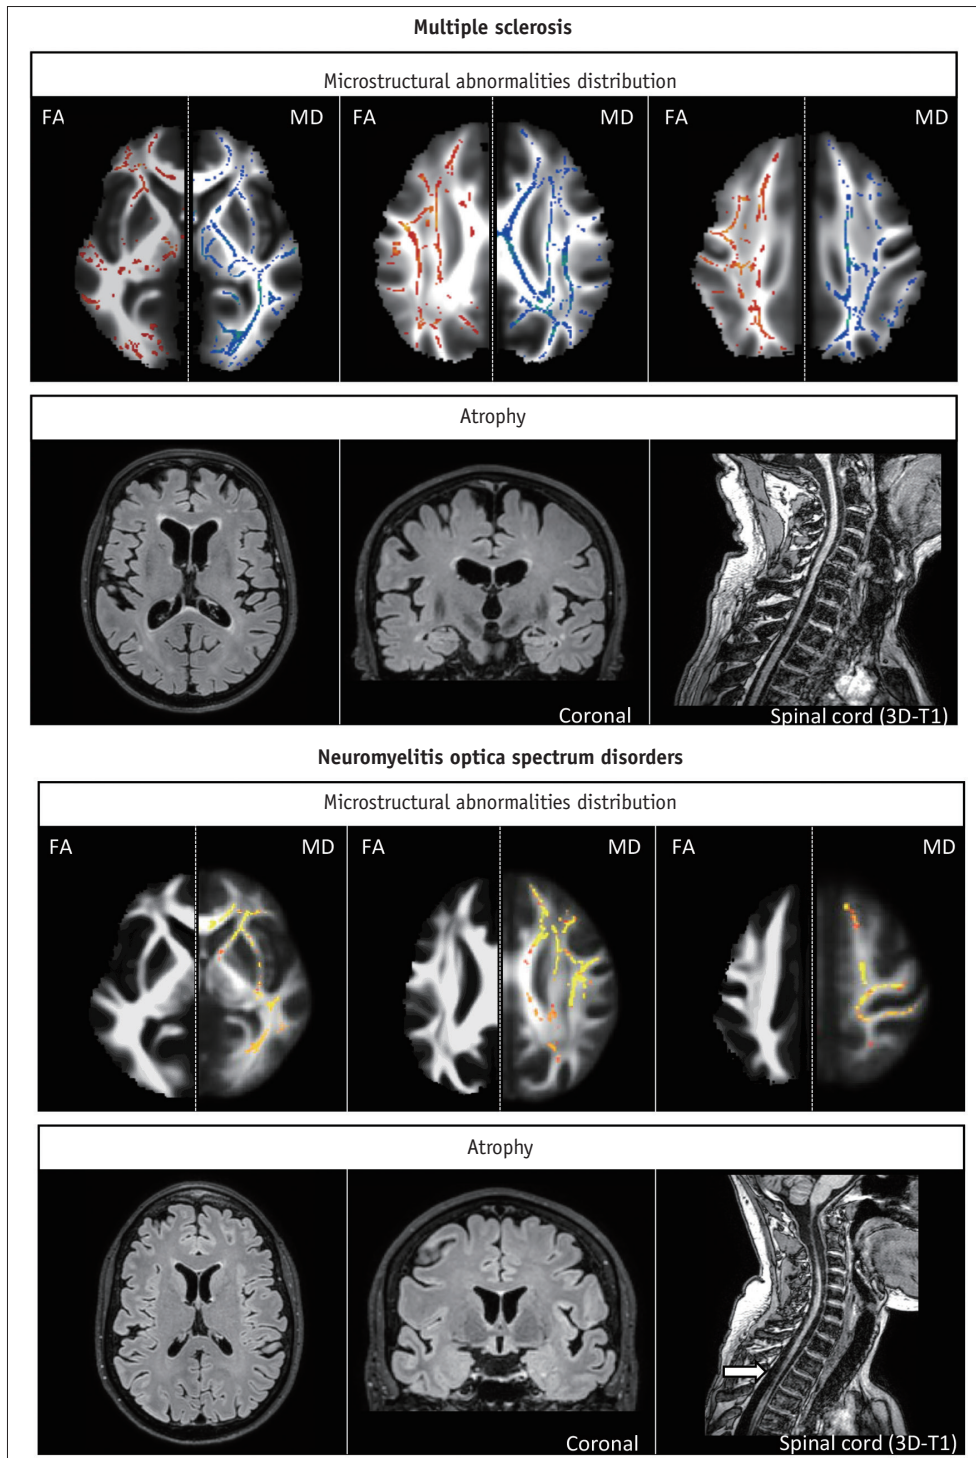 Multiple sclerosis
Microstructural abnormalities distribution
FA MD FA MD FA MD
Atrophy
Coronal
Spinal cord (3D-T1)
Neuromyelitis optica spectrum disorders
Microstructural abnormalities distribution
FA MD FA MD FA MD
Atrophy
Coronal
Spinal cord (3D-T1)